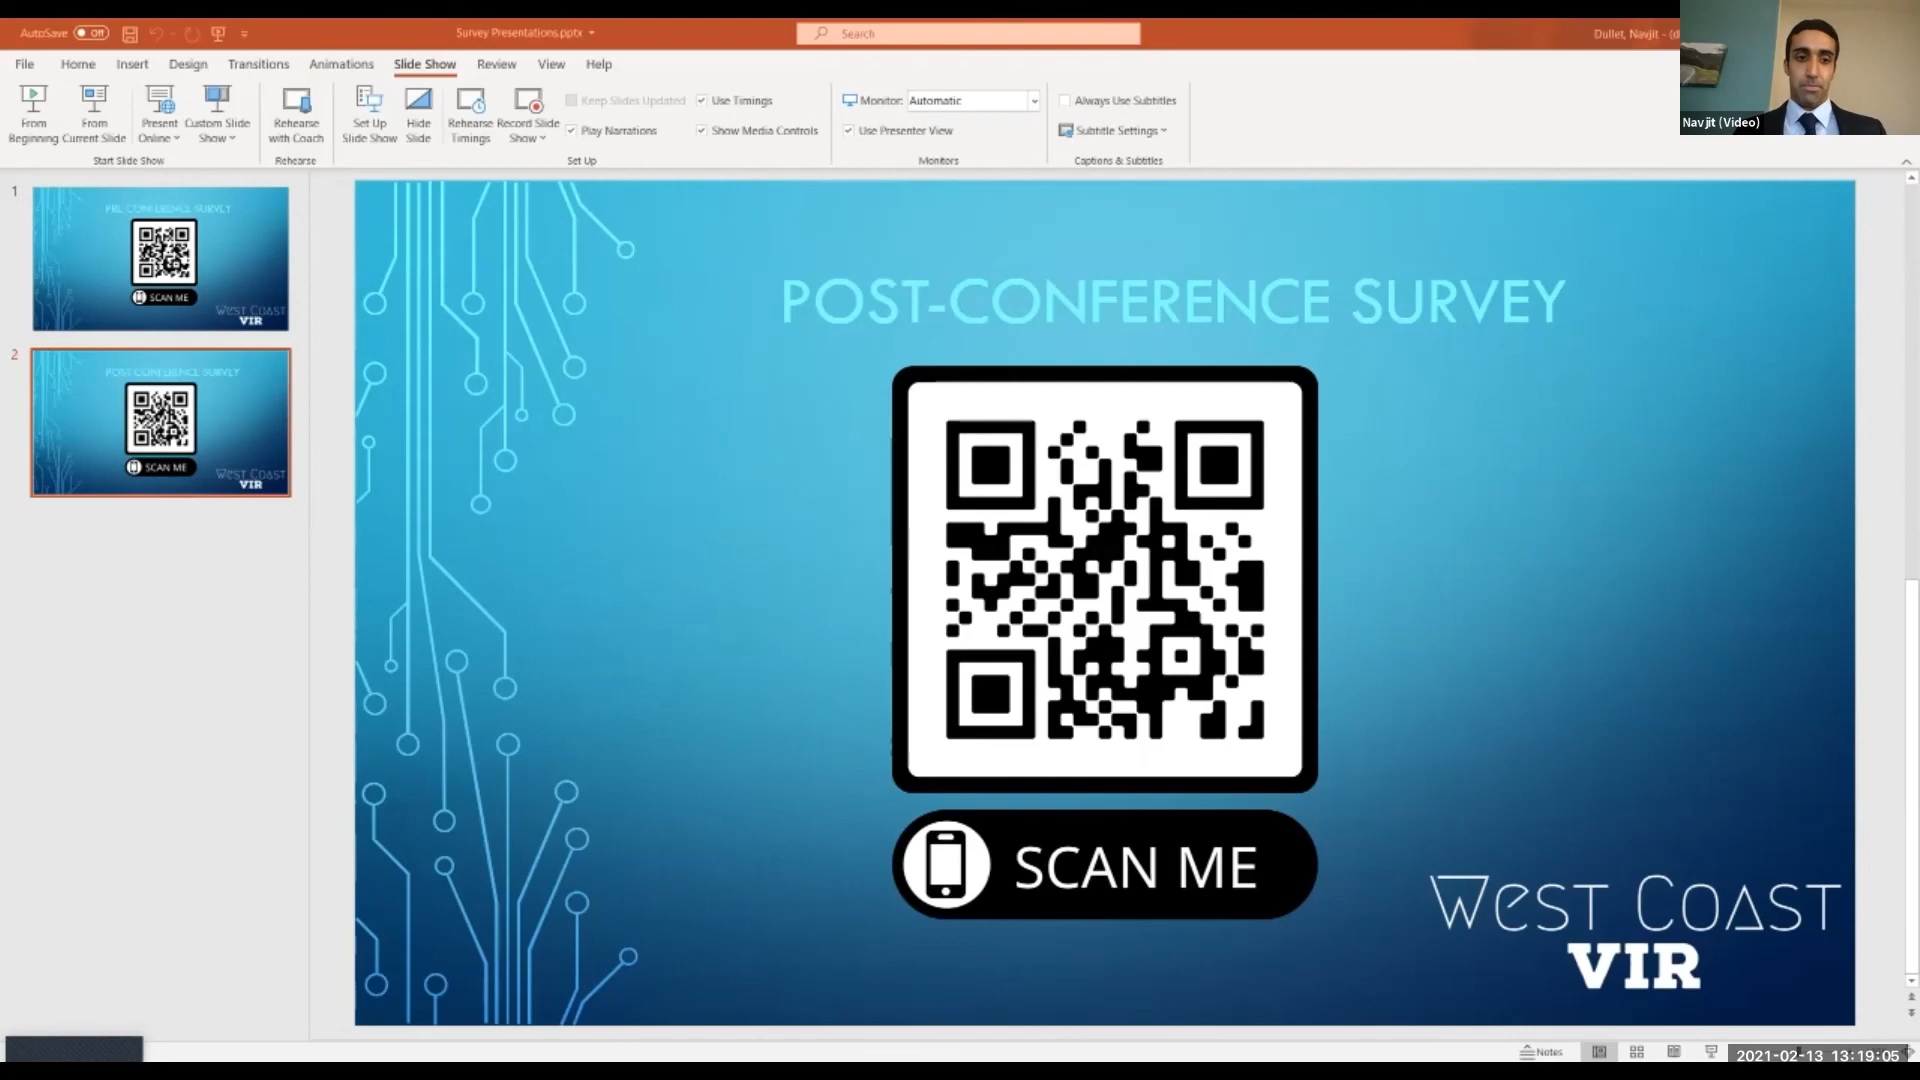 AutoSave Off
Survey Presentations.pptx
Search
Dullet, Navjit - (d
File Home Insert Design Transitions Animations Slide Show Review View Help
From Beginning
From Current Slide
Present Online
Custom Slide Show
Start Slide Show
Rehearse with Coach
Rehearse
Set Up Slide Show
Hide Slide
Rehearse Timings
Record Slide Show
Keep Slides Updated
Play Narrations
Use Timings
Show Media Controls
Set Up
Monitor: Automatic
Use Presenter View
Monitors
Always Use Subtitles
Subtitle Settings
Captions & Subtitles
Navjit (Video)
1
PRE-CONFERENCE SURVEY
SCAN ME
West Coast
VIR
2
POST-CONFERENCE SURVEY
SCAN ME
West Coast
VIR
POST-CONFERENCE SURVEY
SCAN ME
West Coast
VIR
Notes
2021-02-13 13:19:05